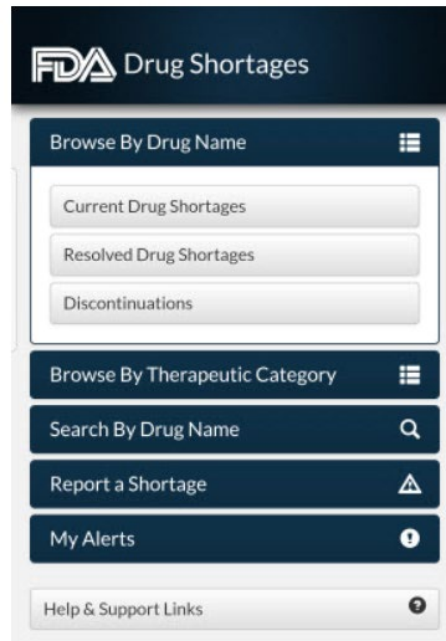 FDA Drug Shortages
Browse By Drug Name
Current Drug Shortages
Resolved Drug Shortages
Discontinuations
Browse By Therapeutic Category
Search By Drug Name
Report a Shortage
My Alerts
Help & Support Links